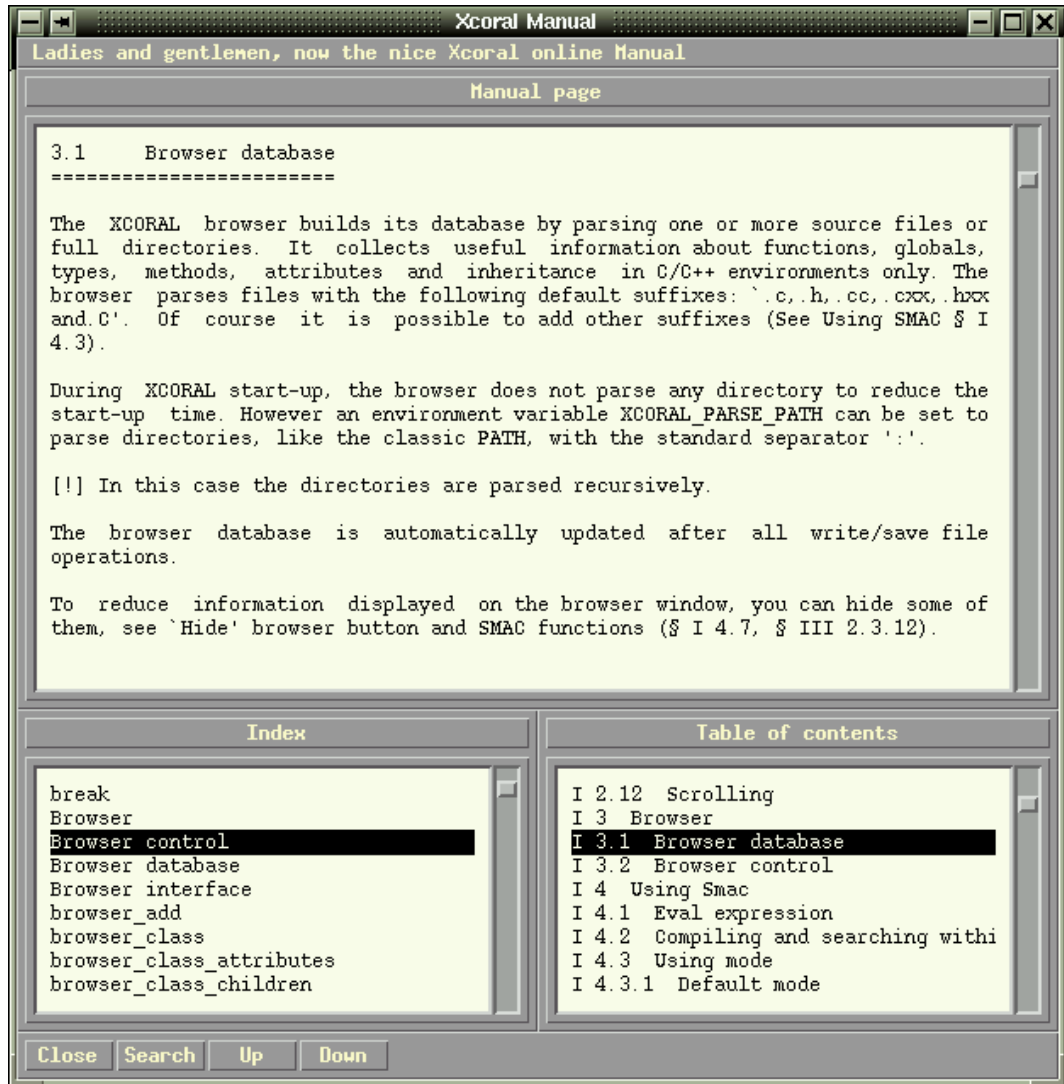 Xcoral Manual
Ladies and gentlemen, now the nice Xcoral online Manual
Manual page
3.1 Browser database
========================
The XCORAL browser builds its database by parsing one or more source files or
full directories. It collects useful information about functions, globals,
types, methods, attributes and inheritance in C/C++ environments only. The
browser parses files with the following default suffixes: `.c,.h,.cc,.cxx,.hxx
and.C'. Of course it is possible to add other suffixes (See Using SMAC § I
4.3).
During XCORAL start-up, the browser does not parse any directory to reduce the
start-up time. However an environment variable XCORAL_PARSE_PATH can be set to
parse directories, like the classic PATH, with the standard separator ':'.
[!] In this case the directories are parsed recursively.
The browser database is automatically updated after all write/save file
operations.
To reduce information displayed on the browser window, you can hide some of
them, see `Hide' browser button and SMAC functions (§ I 4.7, § III 2.3.12).
Index
break
Browser
Browser control
Browser database
Browser interface
browser_add
browser_class
browser_class_attributes
browser_class_children
Table of contents
I 2.12 Scrolling
I 3 Browser
I 3.1 Browser database
I 3.2 Browser control
I 4 Using Smac
I 4.1 Eval expression
I 4.2 Compiling and searching withi
I 4.3 Using mode
I 4.3.1 Default mode
Close Search Up Down